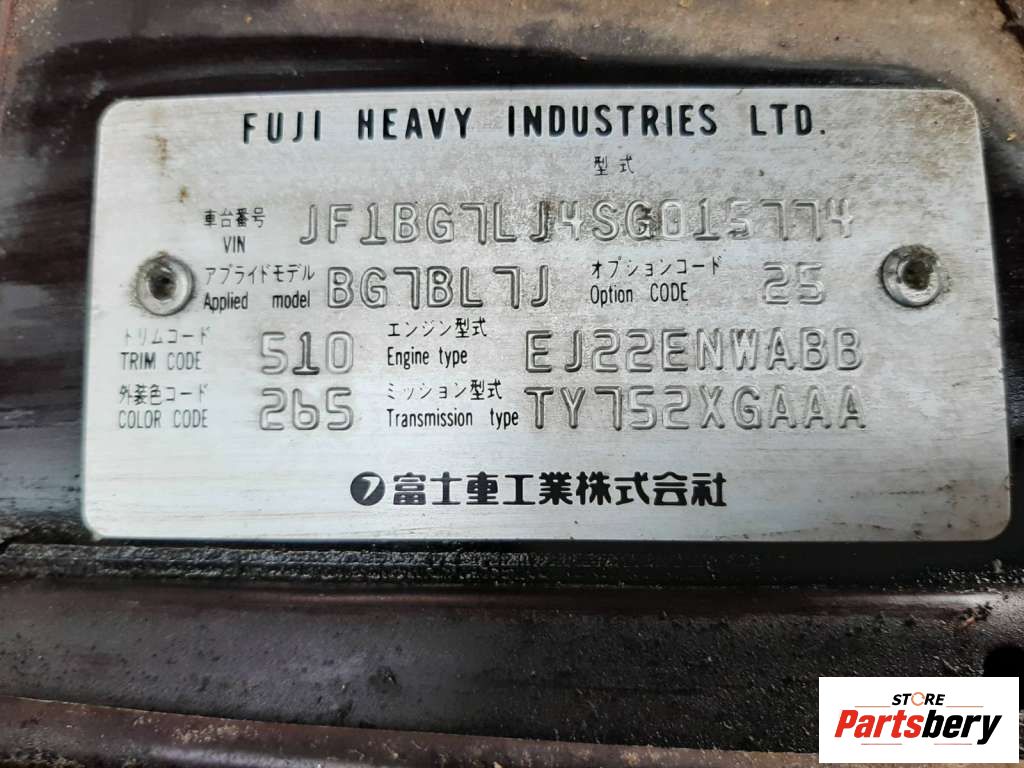 FUJI HEAVY INDUSTRIES LTD.
型式
車台番号 VIN JF1BG7LJ4SG015774
アプライドモデル Applied model BG7BL7J オプションコード Option CODE 25
トリムコード TRIM CODE 510 エンジン型式 Engine type EJ22ENWABB
外装色コード COLOR CODE 265 ミッション型式 Transmission type TY752XGAAA
富士重工業株式会社
STORE
Partsbery